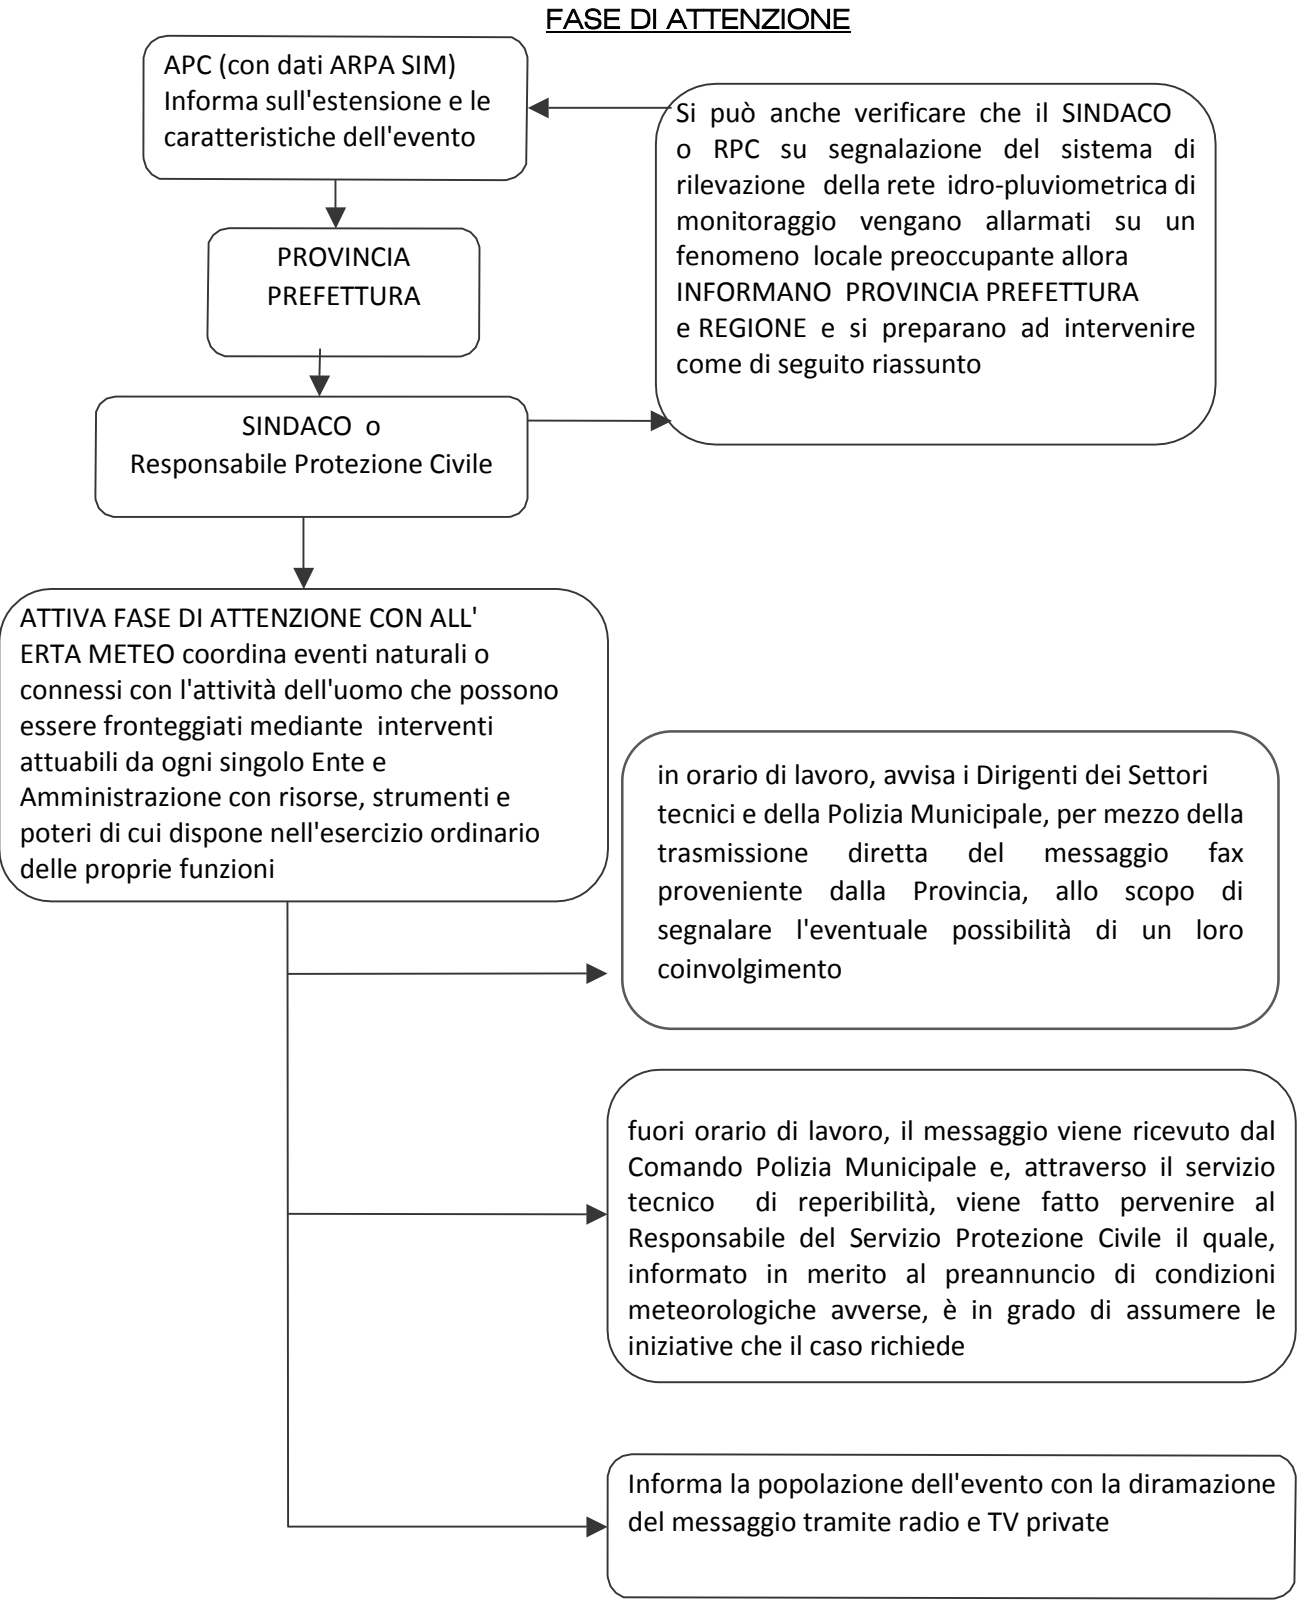 FASE DI ATTENZIONE
APC (con dati ARPA SIM)
Informa sull'estensione e le
caratteristiche dell'evento
Si può anche verificare che il SINDACO
o RPC su segnalazione del sistema di
rilevazione della rete idro-pluviometrica di
monitoraggio vengano allarmati su un
fenomeno locale preoccupante allora
INFORMANO PROVINCIA PREFETTURA
e REGIONE e si preparano ad intervenire
come di seguito riassunto
PROVINCIA
PREFETTURA
SINDACO o
Responsabile Protezione Civile
ATTIVA FASE DI ATTENZIONE CON ALL'
ERTA METEO coordina eventi naturali o
connessi con l'attività dell'uomo che possono
essere fronteggiati mediante interventi
attuabili da ogni singolo Ente e
Amministrazione con risorse, strumenti e
poteri di cui dispone nell'esercizio ordinario
delle proprie funzioni
in orario di lavoro, avvisa i Dirigenti dei Settori
tecnici e della Polizia Municipale, per mezzo della
trasmissione diretta del messaggio fax
proveniente dalla Provincia, allo scopo di
segnalare l'eventuale possibilità di un loro
coinvolgimento
fuori orario di lavoro, il messaggio viene ricevuto dal
Comando Polizia Municipale e, attraverso il servizio
tecnico di reperibilità, viene fatto pervenire al
Responsabile del Servizio Protezione Civile il quale,
informato in merito al preannuncio di condizioni
meteorologiche avverse, è in grado di assumere le
iniziative che il caso richiede
Informa la popolazione dell'evento con la diramazione
del messaggio tramite radio e TV private